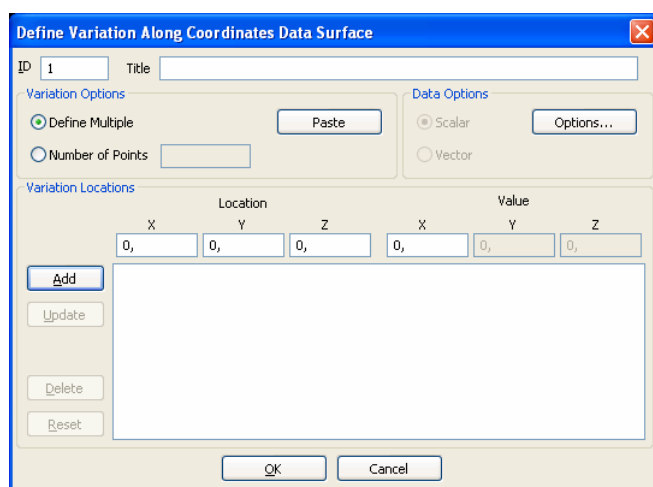 Define Variation Along Coordinates Data Surface
ID 1 Title
Variation Options
Define Multiple Paste
Number of Points
Data Options
Scalar Options...
Vector
Variation Locations
Location Value
X Y Z X Y Z
0, 0, 0, 0, 0, 0,
Add
Update
Delete
Reset
OK Cancel